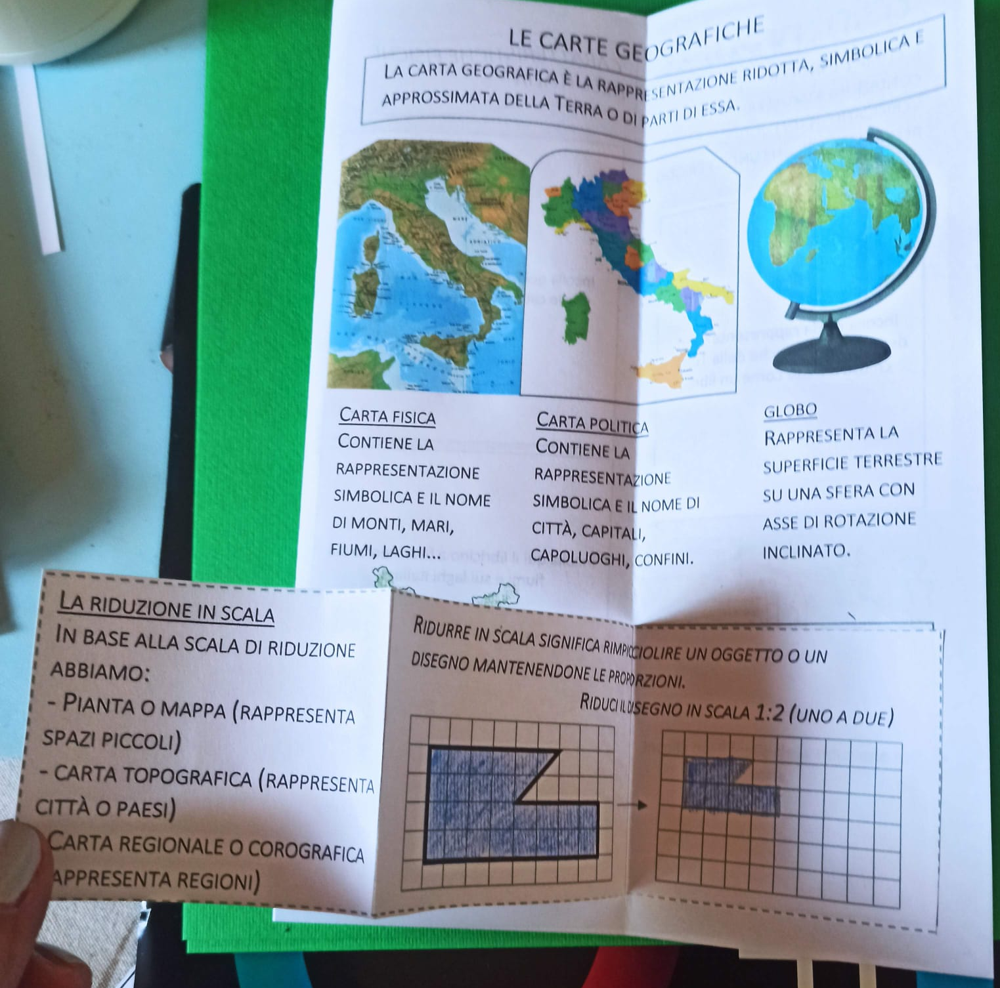 LE CARTE GEOGRAFICHE
LA CARTA GEOGRAFICA È LA RAPPRESENTAZIONE RIDOTTA, SIMBOLICA E
APPROSSIMATA DELLA TERRA O DI PARTI DI ESSA.
CARTA FISICA
CONTIENE LA
RAPPRESENTAZIONE
SIMBOLICA E IL NOME
DI MONTI, MARI,
FIUMI, LAGHI...
CARTA POLITICA
CONTIENE LA
RAPPRESENTAZIONE
SIMBOLICA E IL NOME DI
CITTÀ, CAPITALI,
CAPOLUOGHI, CONFINI.
GLOBO
RAPPRESENTA LA
SUPERFICIE TERRESTRE
SU UNA SFERA CON
ASSE DI ROTAZIONE
INCLINATO.
LA RIDUZIONE IN SCALA
IN BASE ALLA SCALA DI RIDUZIONE
ABBIAMO:
- PIANTA O MAPPA (RAPPRESENTA
SPAZI PICCOLI)
- CARTA TOPOGRAFICA (RAPPRESENTA
CITTÀ O PAESI)
CARTA REGIONALE O COROGRAFICA
APPRESENTA REGIONI)
RIDURRE IN SCALA SIGNIFICA RIMPICCIOLIRE UN OGGETTO O UN
DISEGNO MANTENENDONE LE PROPORZIONI.
RIDUCI IL DISEGNO IN SCALA 1:2 (UNO A DUE)